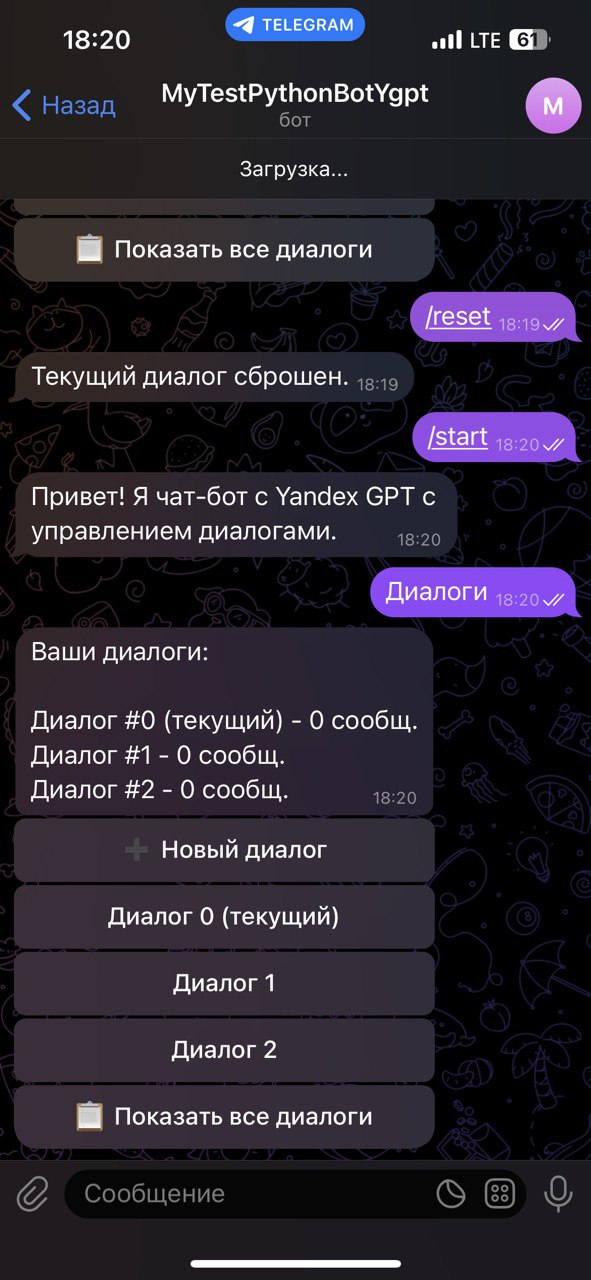 18:20
TELEGRAM
LTE
61
Назад
MyTestPythonBotYgpt
бот
M
Загрузка...
📋 Показать все диалоги
/reset 18:19
Текущий диалог сброшен. 18:19
/start 18:20
Привет! Я чат-бот с Yandex GPT с
управлением диалогами. 18:20
Диалоги 18:20
Ваши диалоги:
Диалог #0 (текущий) - 0 сообщ.
Диалог #1 - 0 сообщ.
Диалог #2 - 0 сообщ. 18:20
➕ Новый диалог
Диалог 0 (текущий)
Диалог 1
Диалог 2
📋 Показать все диалоги
Сообщение